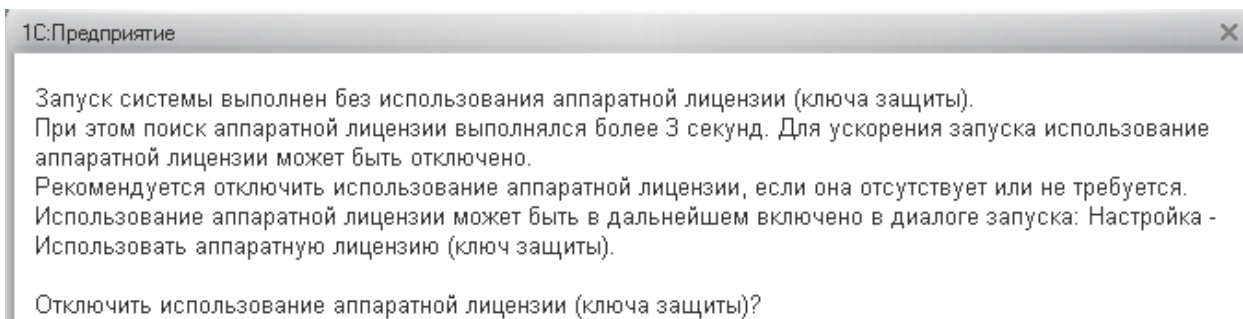 1С:Предприятие
Запуск системы выполнен без использования аппаратной лицензии (ключа защиты).
При этом поиск аппаратной лицензии выполнялся более 3 секунд. Для ускорения запуска использование
аппаратной лицензии может быть отключено.
Рекомендуется отключить использование аппаратной лицензии, если она отсутствует или не требуется.
Использование аппаратной лицензии может быть в дальнейшем включено в диалоге запуска: Настройка -
Использовать аппаратную лицензию (ключ защиты).
Отключить использование аппаратной лицензии (ключа защиты)?